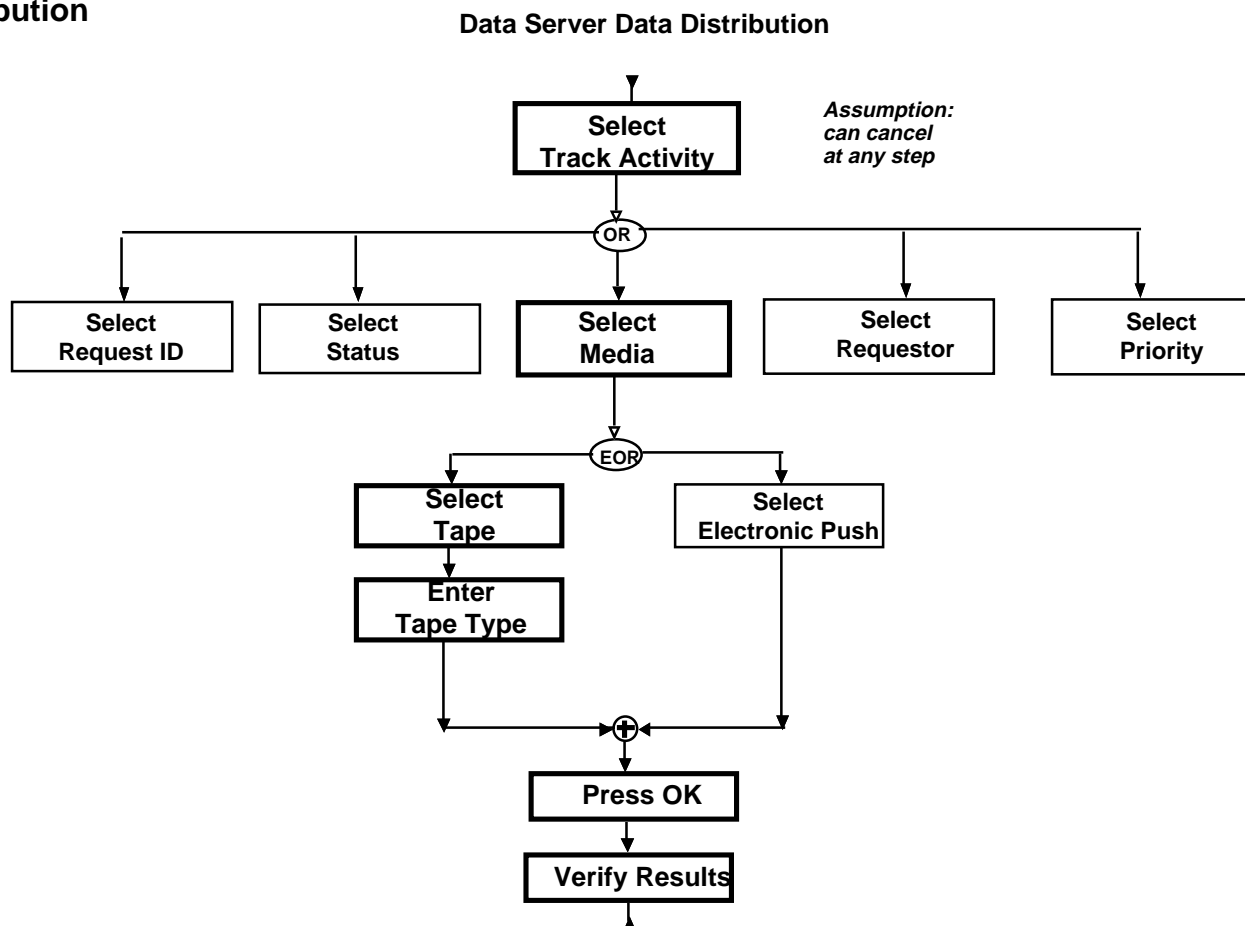 Data Server Data Distribution
Select
Track Activity
Assumption:
can cancel
at any step
OR
Select
Request ID
Select
Status
Select
Media
Select
Requestor
Select
Priority
EOR
Select
Tape
Select
Electronic Push
Enter
Tape Type
Press OK
Verify Results